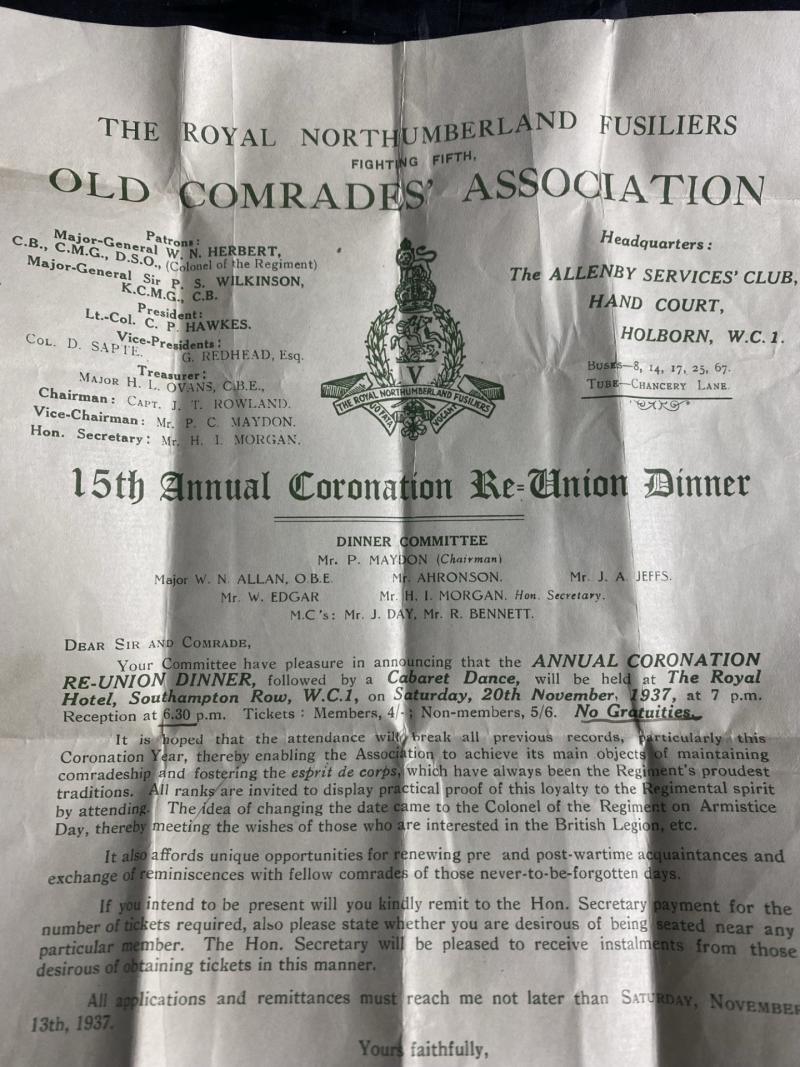 THE ROYAL NORTHUMBERLAND FUSILIERS
FIGHTING FIFTH,
OLD COMRADES' ASSOCIATION
Patrons:
Major-General W. N. HERBERT,
C.B., C.M.G., D.S.O., (Colonel of the Regiment)
Major-General Sir P. S. WILKINSON,
K.C.M.G., C.B.
President:
Lt.-Col. C. P. HAWKES.
Vice-Presidents:
Col. D. SAPTE. G. REDHEAD, Esq.
Treasurer:
Major H. L. OVANS, C.B.E.,
Chairman: Capt. J. T. ROWLAND.
Vice-Chairman: Mr. P. C. MAYDON.
Hon. Secretary: Mr. H. I. MORGAN.
V
THE ROYAL NORTHUMBERLAND FUSILIERS
QUO FATA VOCANT
Headquarters:
The ALLENBY SERVICES' CLUB,
HAND COURT,
HOLBORN, W.C.1.
Buses—8, 14, 17, 25, 67.
Tube—Chancery Lane.
15th Annual Coronation Re=Union Dinner
DINNER COMMITTEE
Mr. P. MAYDON (Chairman)
Major W. N. ALLAN, O.B.E. Mr. AHRONSON. Mr. J. A. JEFFS.
Mr. W. EDGAR Mr. H. I. MORGAN. Hon. Secretary.
M.C's: Mr. J. DAY, Mr. R. BENNETT.
Dear Sir and Comrade,
Your Committee have pleasure in announcing that the ANNUAL CORONATION
RE-UNION DINNER, followed by a Cabaret Dance, will be held at The Royal
Hotel, Southampton Row, W.C.1, on Saturday, 20th November, 1937, at 7 p.m.
Reception at 6.30 p.m. Tickets: Members, 4/-; Non-members, 5/6. No Gratuities.
It is hoped that the attendance will break all previous records, particularly this
Coronation Year, thereby enabling the Association to achieve its main objects of maintaining
comradeship and fostering the esprit de corps, which have always been the Regiment's proudest
traditions. All ranks are invited to display practical proof of this loyalty to the Regimental spirit
by attending. The idea of changing the date came to the Colonel of the Regiment on Armistice
Day, thereby meeting the wishes of those who are interested in the British Legion, etc.
It also affords unique opportunities for renewing pre and post-wartime acquaintances and
exchange of reminiscences with fellow comrades of those never-to-be-forgotten days.
If you intend to be present will you kindly remit to the Hon. Secretary payment for the
number of tickets required, also please state whether you are desirous of being seated near any
particular member. The Hon. Secretary will be pleased to receive instalments from those
desirous of obtaining tickets in this manner.
All applications and remittances must reach me not later than Saturday, November
13th, 1937.
Yours faithfully,